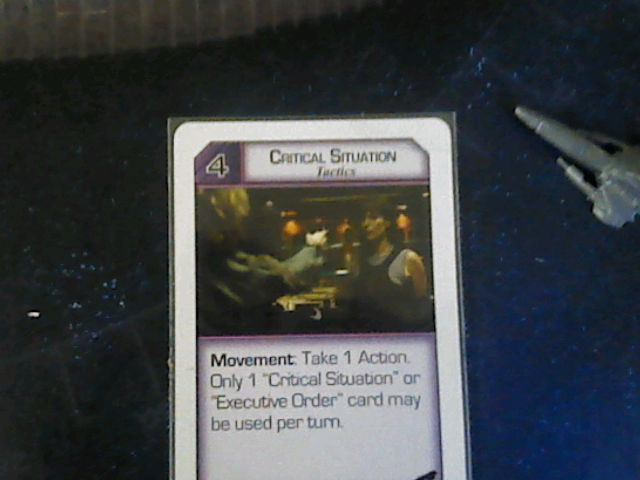 4
CRITICAL SITUATION
Tactics
Movement: Take 1 Action.
Only 1 "Critical Situation" or
"Executive Order" card may
be used per turn.